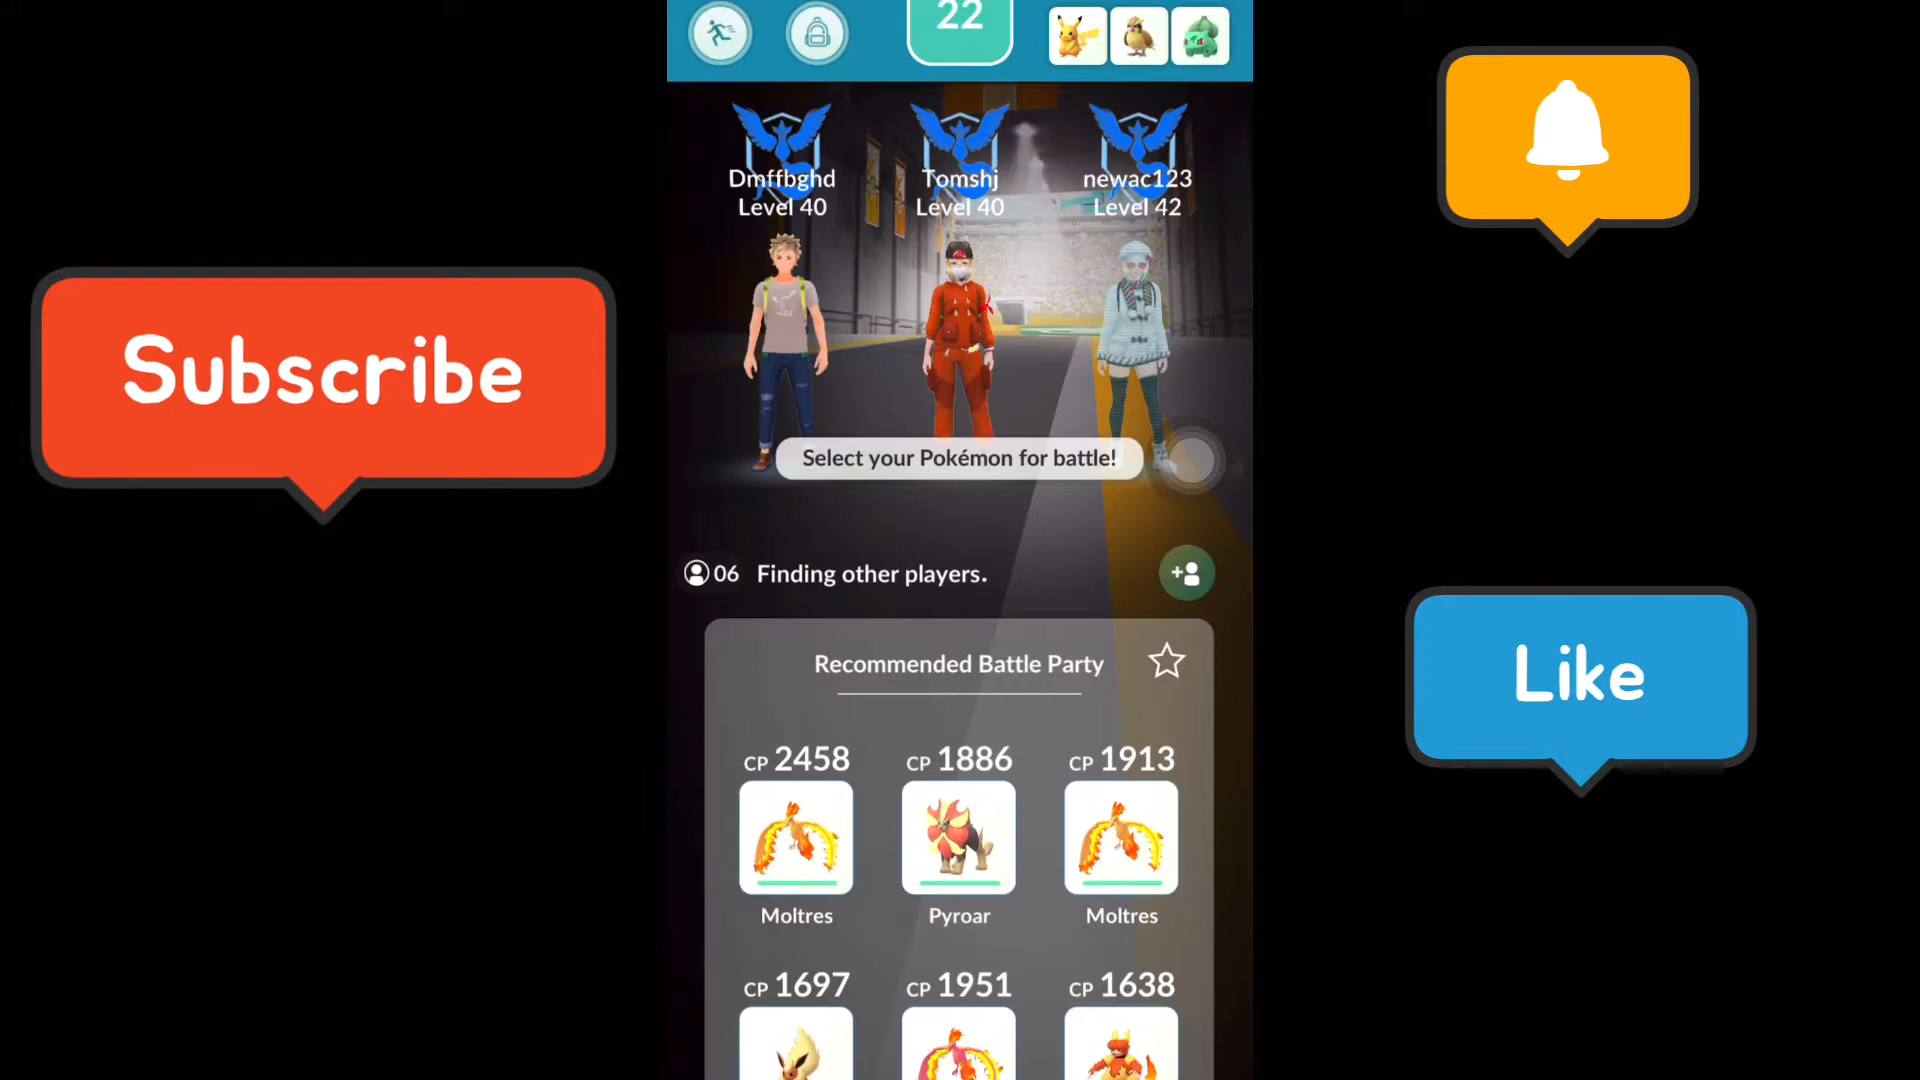 22
Dmffbghd Tomshj newac123
Level 40 Level 40 Level 42
Subscribe
Select your Pokémon for battle!
06 Finding other players.
Like
Recommended Battle Party
CP 2458 CP 1886 CP 1913
Moltres Pyroar Moltres
CP 1697 CP 1951 CP 1638